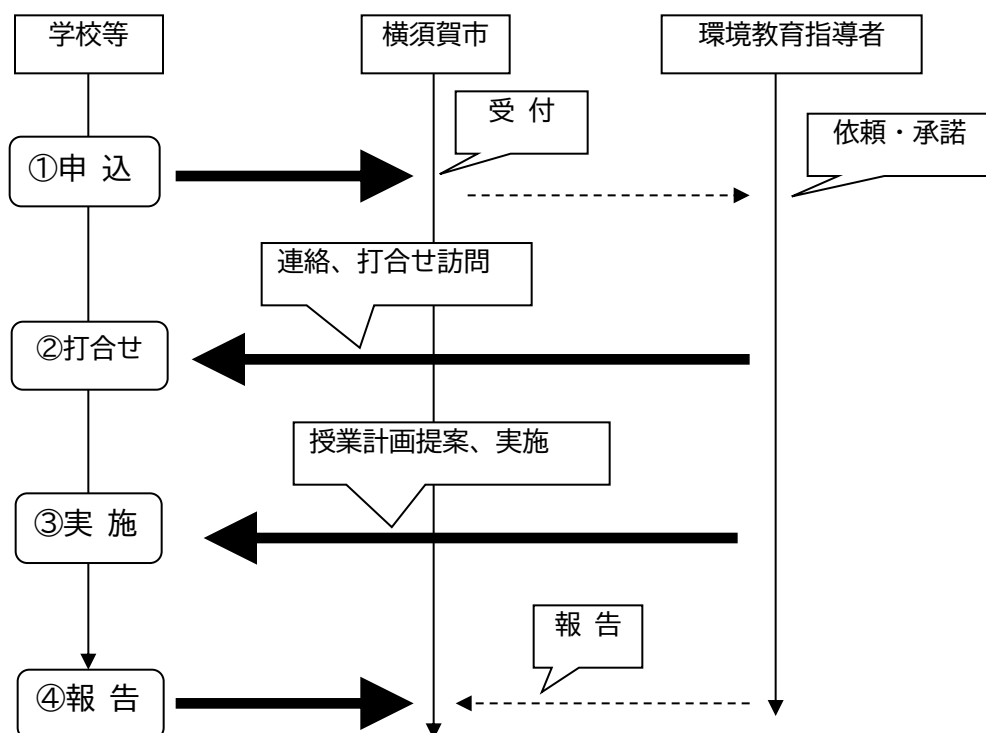 学校等
横須賀市
環境教育指導者
受 付
依頼・承諾
①申 込
連絡、打合せ訪問
②打合せ
授業計画提案、実施
③実 施
報 告
④報 告